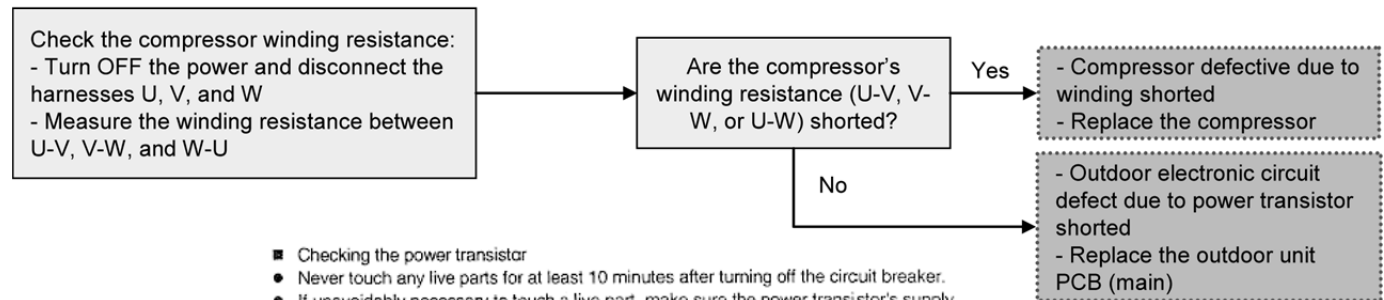 Check the compressor winding resistance:
- Turn OFF the power and disconnect the
harnesses U, V, and W
- Measure the winding resistance between
U-V, V-W, and W-U
Are the compressor's
winding resistance (U-V, V-
W, or U-W) shorted?
Yes
- Compressor defective due to
winding shorted
- Replace the compressor
No
- Outdoor electronic circuit
defect due to power transistor
shorted
- Replace the outdoor unit
PCB (main)
■ Checking the power transistor
● Never touch any live parts for at least 10 minutes after turning off the circuit breaker.
● If unavoidably necessary to touch a live part, make sure the power transistor's supply